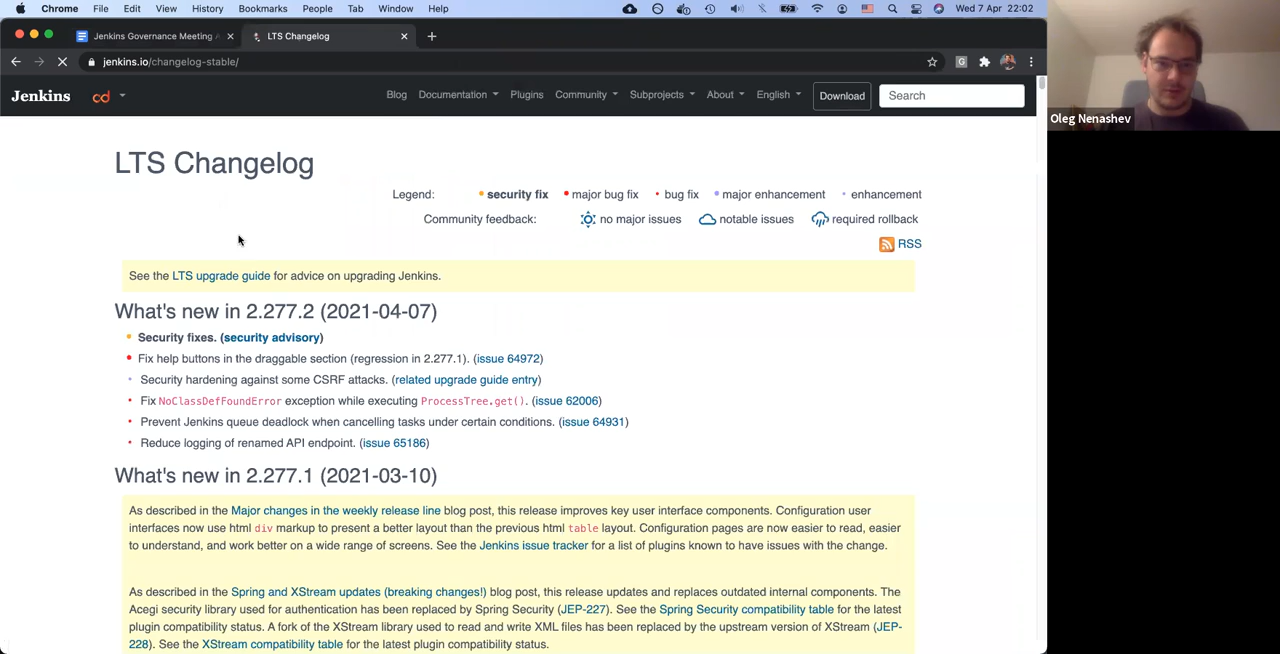 Chrome File Edit View History Bookmarks People Tab Window Help Wed 7 Apr 22:02
Jenkins Governance Meeting LTS Changelog
jenkins.io/changelog-stable/
Jenkins cd Blog Documentation Plugins Community Subprojects About English Download Search
Oleg Nenashev
LTS Changelog
Legend: security fix major bug fix bug fix major enhancement enhancement
Community feedback: no major issues notable issues required rollback
RSS
See the LTS upgrade guide for advice on upgrading Jenkins.
What's new in 2.277.2 (2021-04-07)
Security fixes. (security advisory)
Fix help buttons in the draggable section (regression in 2.277.1). (issue 64972)
Security hardening against some CSRF attacks. (related upgrade guide entry)
Fix NoClassDefFoundError exception while executing ProcessTree.get(). (issue 62006)
Prevent Jenkins queue deadlock when cancelling tasks under certain conditions. (issue 64931)
Reduce logging of renamed API endpoint. (issue 65186)
What's new in 2.277.1 (2021-03-10)
As described in the Major changes in the weekly release line blog post, this release improves key user interface components. Configuration user
interfaces now use html div markup to present a better layout than the previous html table layout. Configuration pages are now easier to read, easier
to understand, and work better on a wide range of screens. See the Jenkins issue tracker for a list of plugins known to have issues with the change.
As described in the Spring and XStream updates (breaking changes!) blog post, this release updates and replaces outdated internal components. The
Acegi security library used for authentication has been replaced by Spring Security (JEP-227). See the Spring Security compatibility table for the latest
plugin compatibility status. A fork of the XStream library used to read and write XML files has been replaced by the upstream version of XStream (JEP-
228). See the XStream compatibility table for the latest plugin compatibility status.